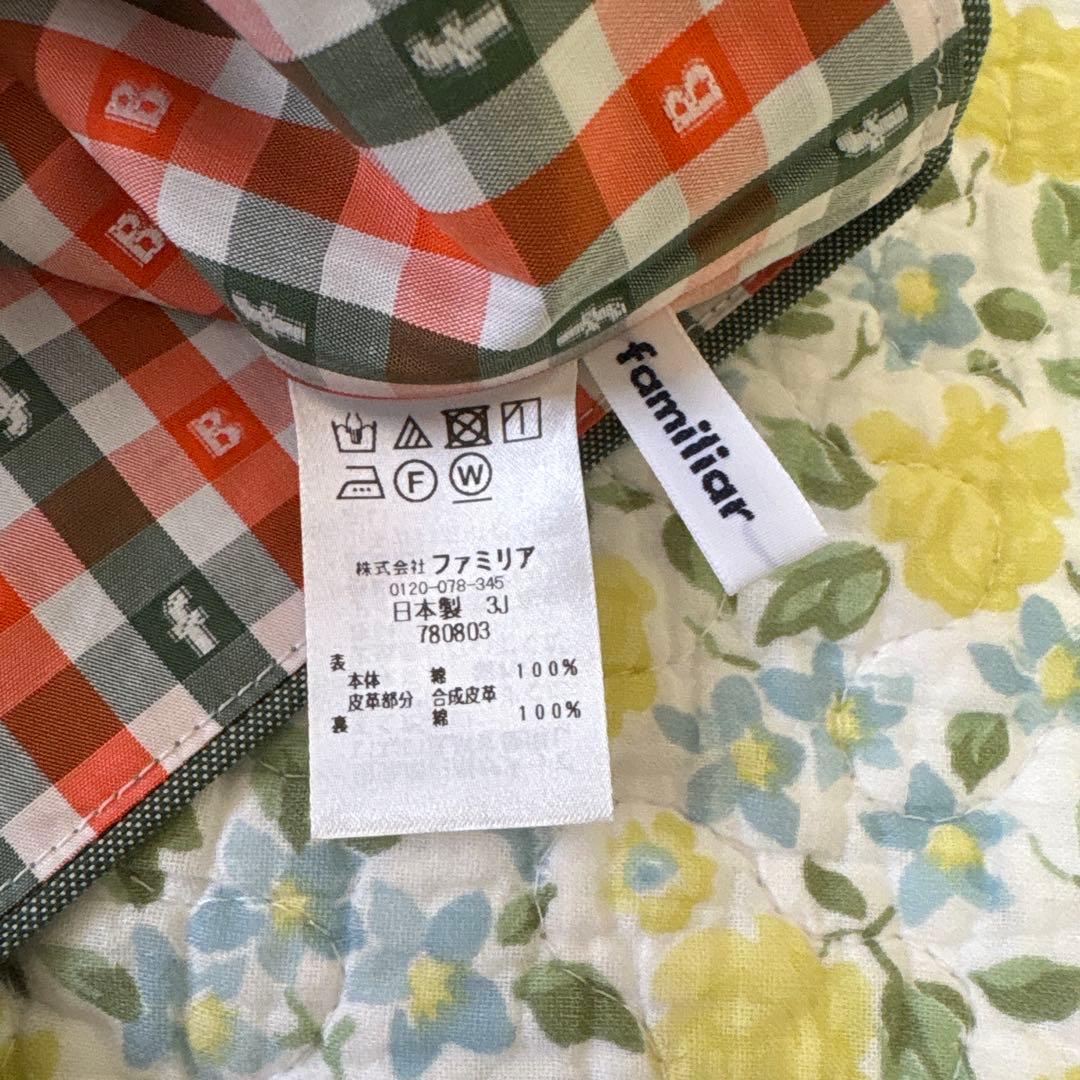 B
f
B
f
B
f
B
f
f
F
W
familiar
株式会社 ファミリア
0120-078-345
日本製 3J
780803
表
本体 綿 100%
皮革部分 合成皮革
裏 綿 100%